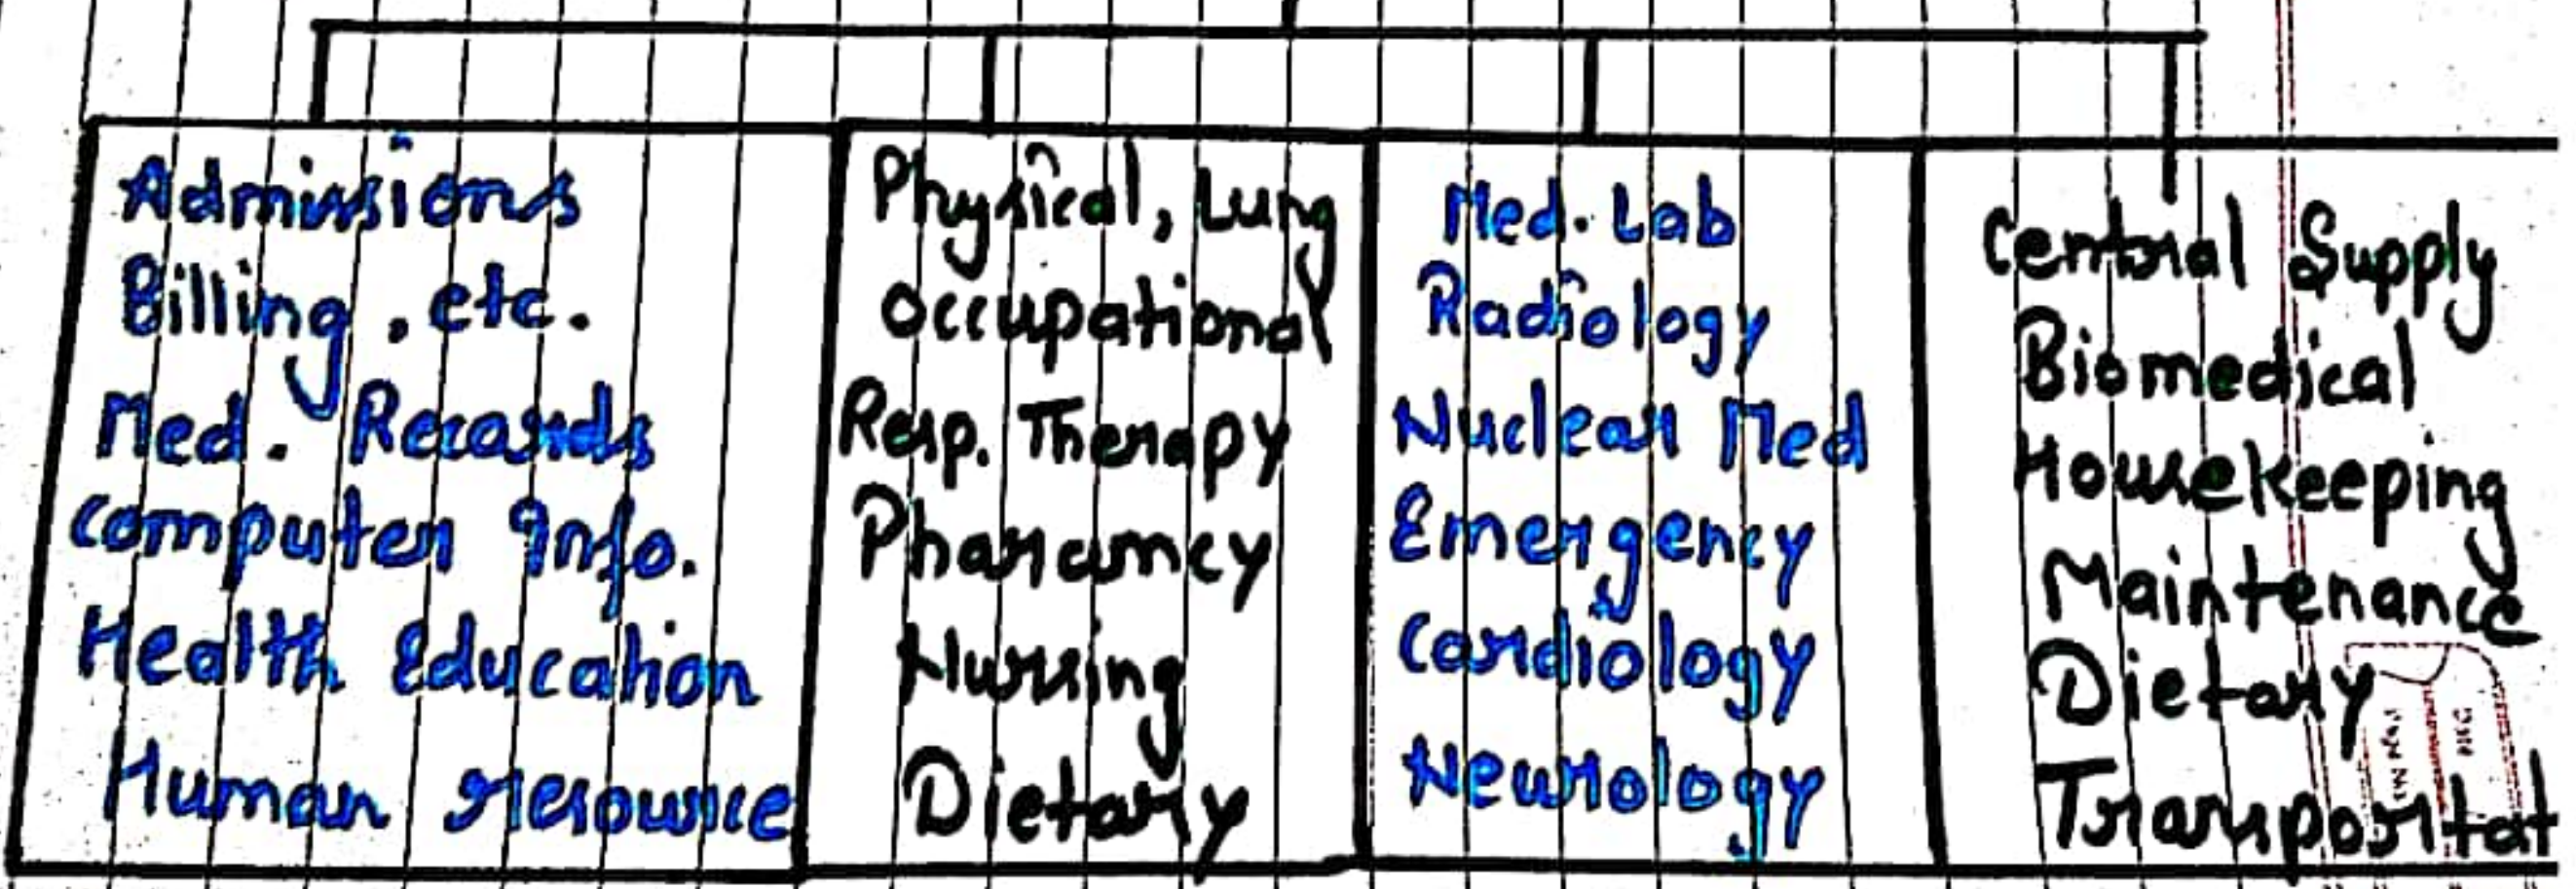 Admissions
Billing, etc.
Med. Records
Computer Info.
Health Education
Human resource
Physical, Lung
Occupational
Resp. Therapy
Pharamcy
Nursing
Dietary
Med. Lab
Radiology
Nuclear Med
Emergency
Cardiology
Neurology
Central Supply
Biomedical
Housekeeping
Maintenance
Dietary
Transportat